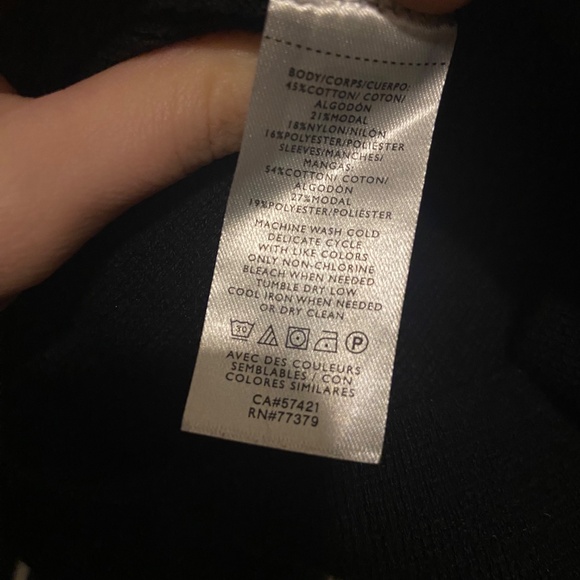 BODY/CORPS/CUERPO:
45%COTTON/ COTON/
ALGODÓN
21%MODAL
18%NYLON/NILÓN
16%POLYESTER/POLIÉSTER
SLEEVES/MANCHES/
MANGAS:
54%COTTON/ COTON/
ALGODÓN
27%MODAL
19%POLYESTER/POLIÉSTER
MACHINE WASH COLD
DELICATE CYCLE
WITH LIKE COLORS
ONLY NON-CHLORINE
BLEACH WHEN NEEDED
TUMBLE DRY LOW
COOL IRON WHEN NEEDED
OR DRY CLEAN
30 P
AVEC DES COULEURS
SEMBLABLES / CON
COLORES SIMILARES
CA#57421
RN#77379